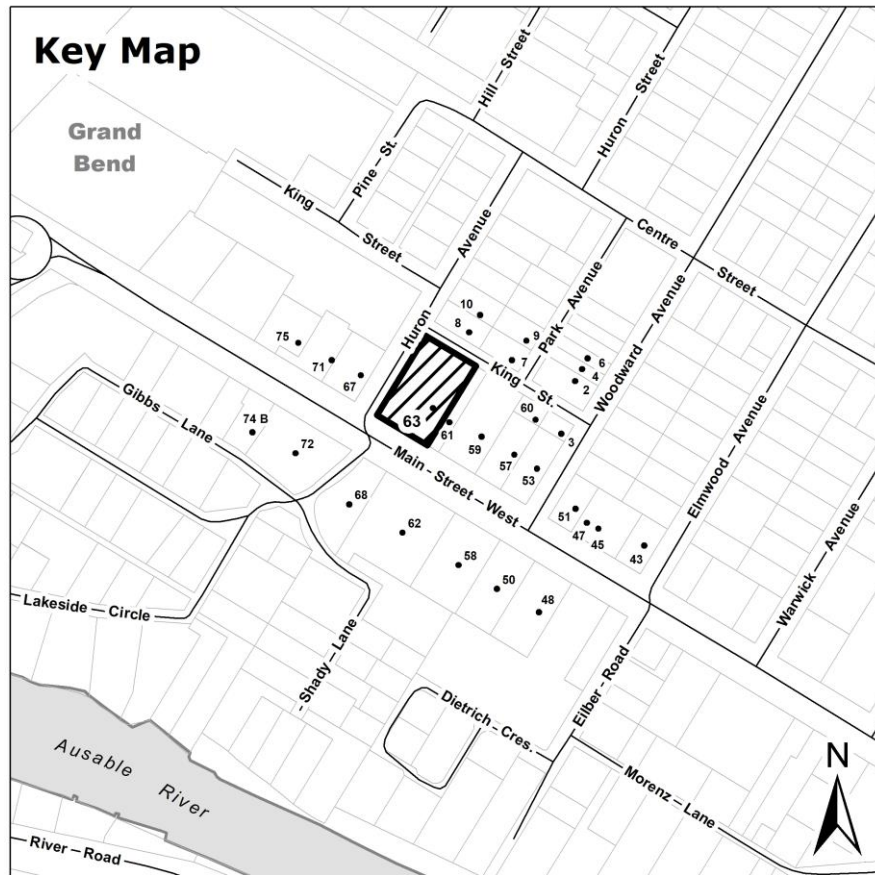 Key Map
Grand
Bend
Hill Street
Huron Street
Pine St.
King Street
Huron Avenue
Centre Street
Park Avenue
Woodward Avenue
10
8
9
7
6
4
2
75
71
67
King St.
60
3
Elmwood Avenue
63
61
59
57
53
Gibbs Lane
74 B
72
Main Street West
68
62
58
50
48
51
47
45
43
Warwick Avenue
Lakeside Circle
Shady Lane
Eilber Road
Dietrich Cres.
Morenz Lane
Ausable River
River Road
N